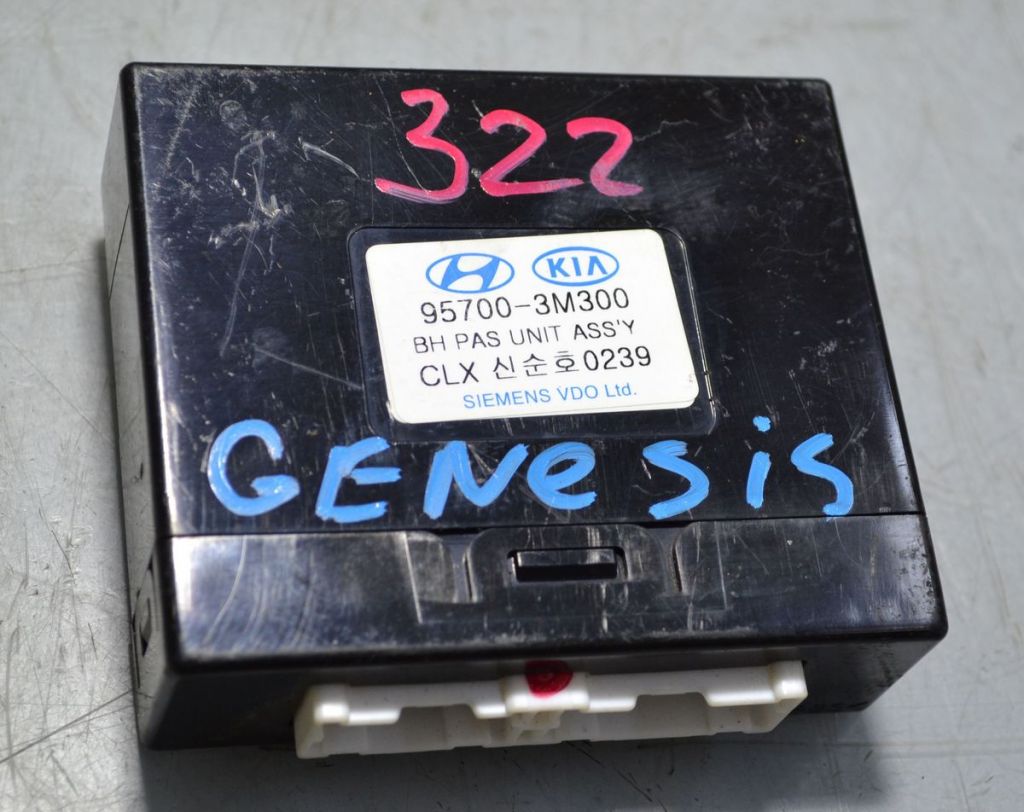 322
KIA
95700-3M300
BH PAS UNIT ASS'Y
CLX 신순호0239
SIEMENS VDO Ltd.
GENesis